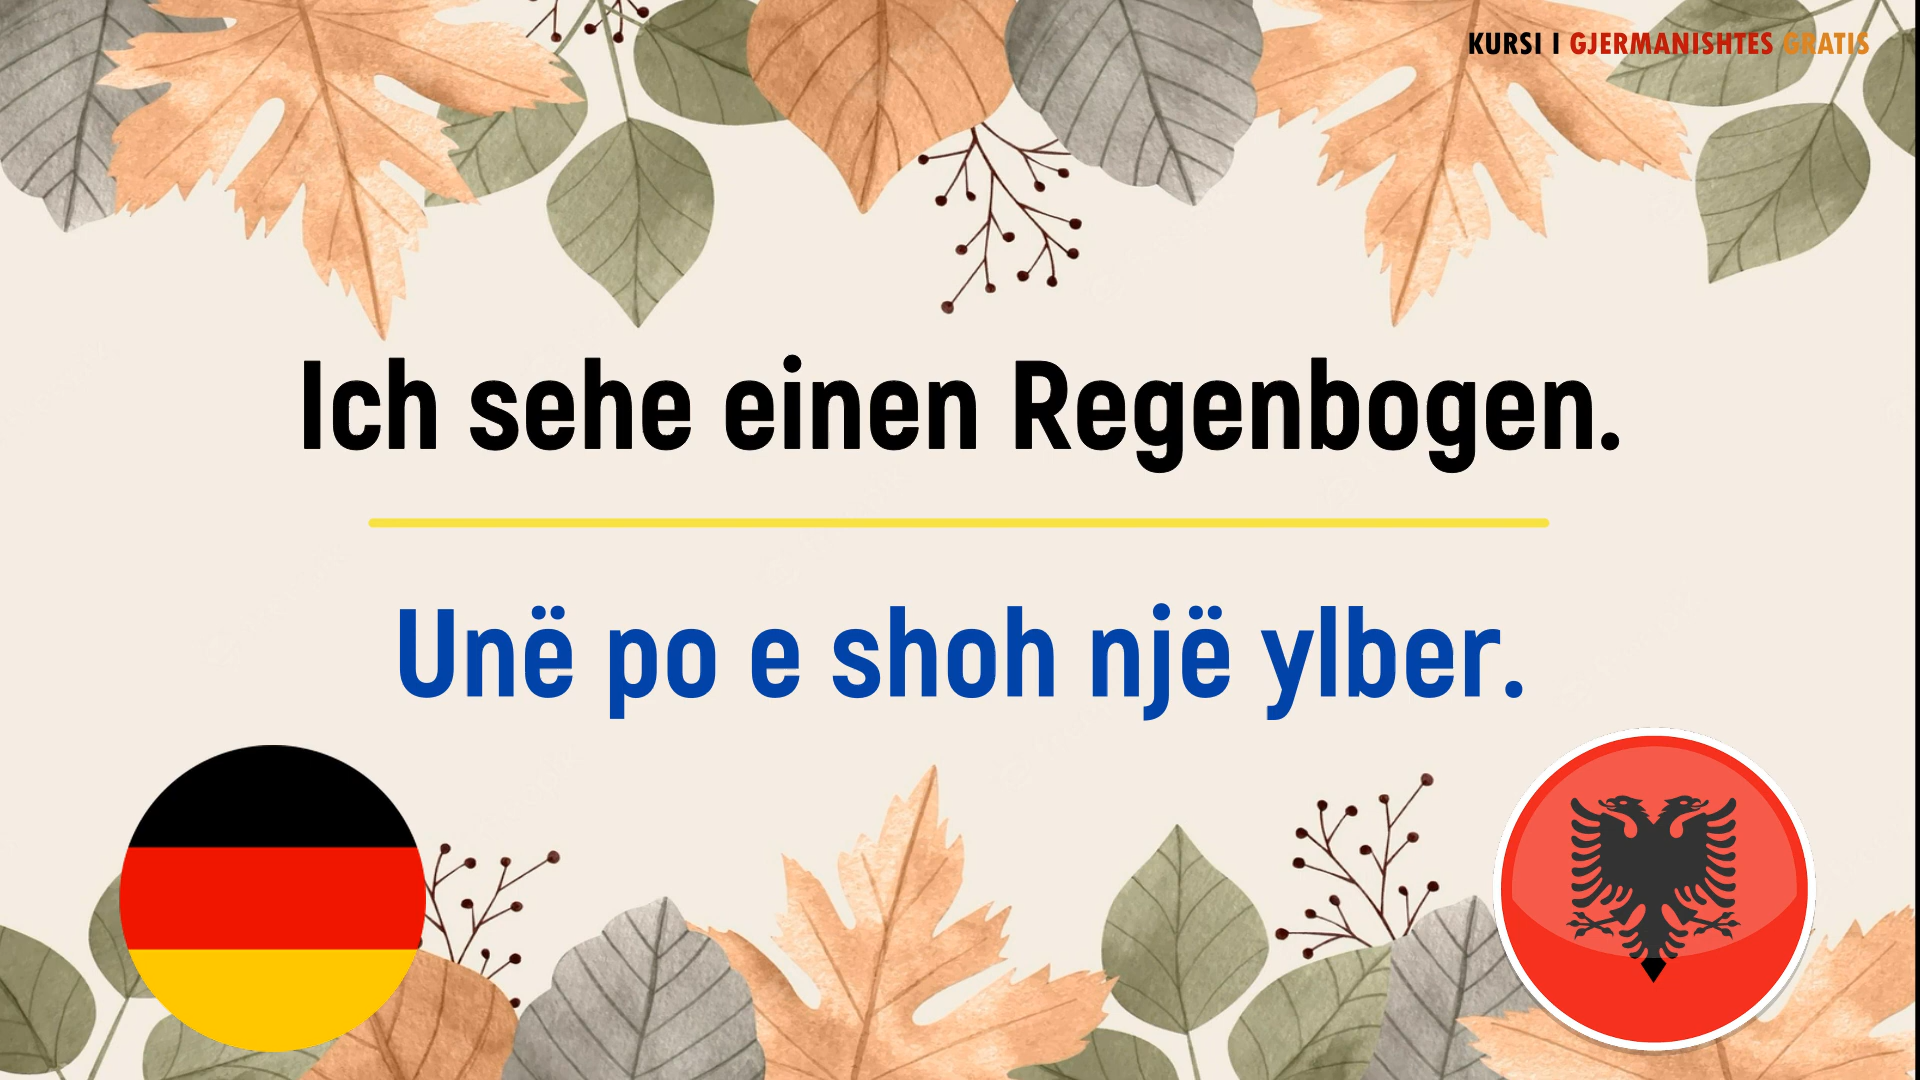 KURSI I GJERMANISHTES GRATIS
Ich sehe einen Regenbogen.
Unë po e shoh një ylber.